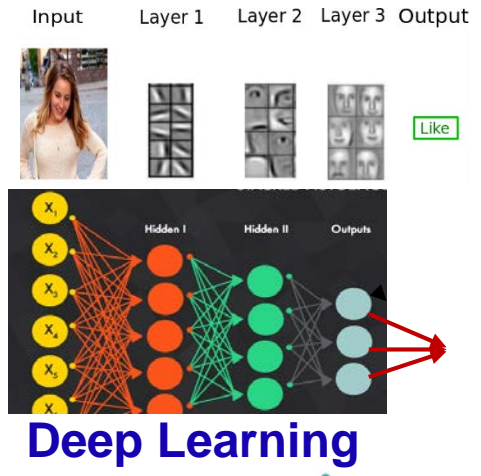 Input Layer 1 Layer 2 Layer 3 Output
Like
Hidden I Hidden II Outputs
X1
X2
X3
X4
X5
Deep Learning